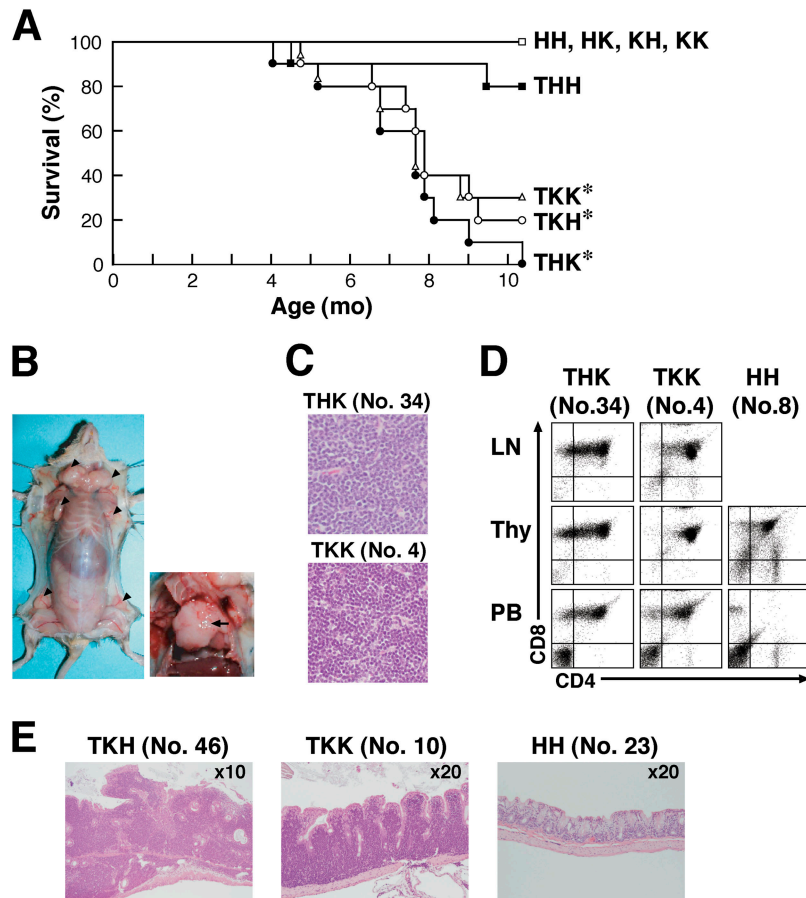 A
Survival (%)
100
80
60
40
20
0
0 2 4 6 8 10
Age (mo)
HH, HK, KH, KK
THH
TKK*
TKH*
THK*
B
C
THK (No. 34)
TKK (No. 4)
D
THK TKK HH
(No.34) (No.4) (No.8)
LN
Thy
PB
CD8
CD4
E
TKH (No. 46) TKK (No. 10) HH (No. 23)
x10 x20 x20